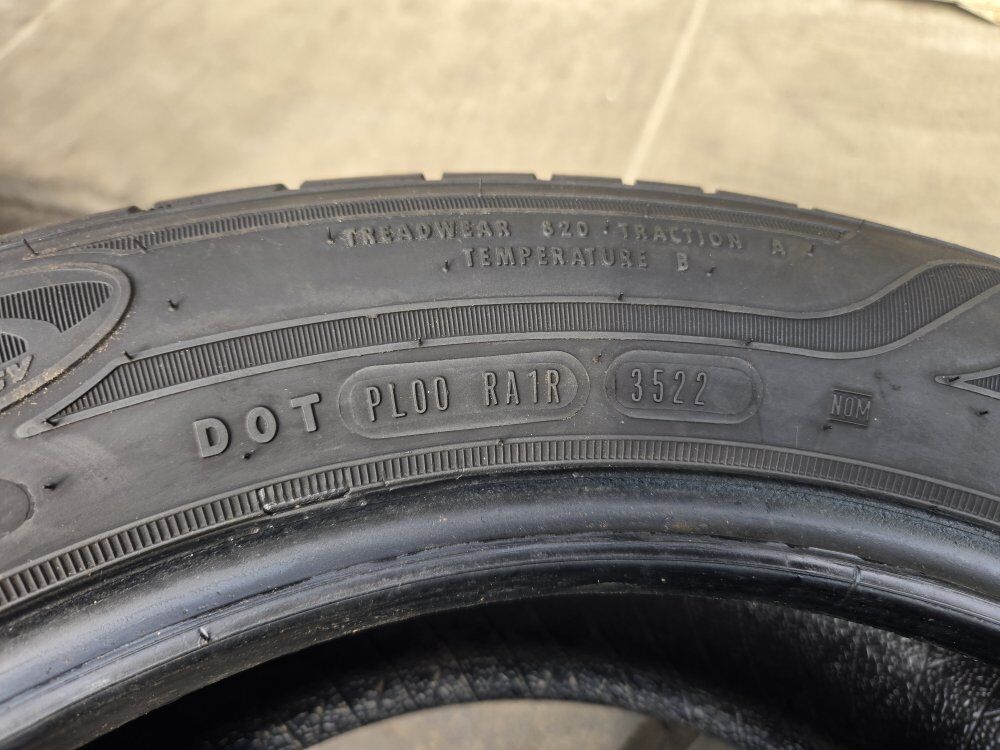 TREADWEAR 820 TRACTION A
TEMPERATURE B
DOT PL00 RA1R 3522 NOM